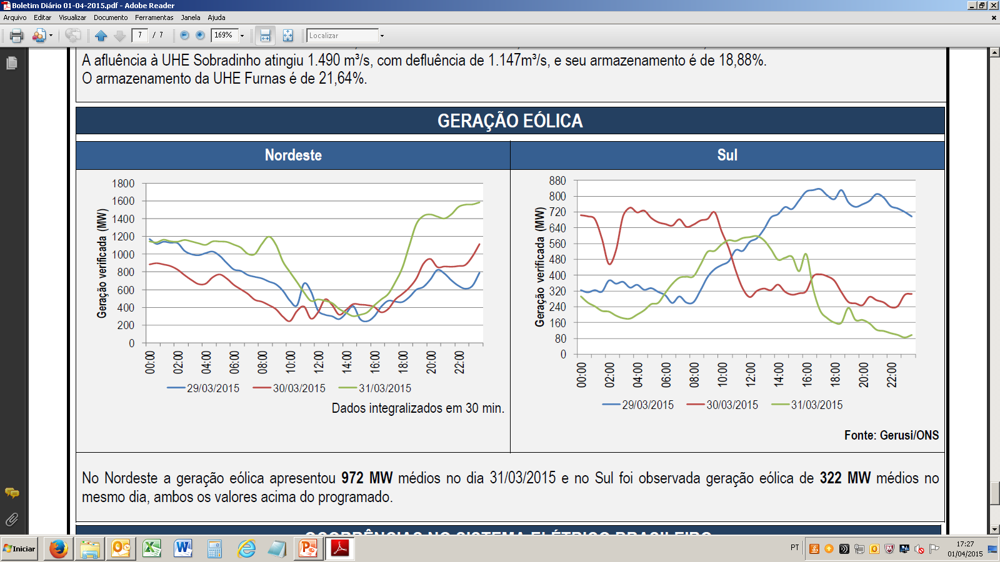 Boletim Diário 01-04-2015.pdf - Adobe Reader
Arquivo Editar Visualizar Documento Ferramentas Janela Ajuda
7 / 7 169% Localizar
A afluência à UHE Sobradinho atingiu 1.490 m³/s, com defluência de 1.147m³/s, e seu armazenamento é de 18,88%.
O armazenamento da UHE Furnas é de 21,64%.
GERAÇÃO EÓLICA
Nordeste
Geração verificada (MW)
1800
1600
1400
1200
1000
800
600
400
200
0
00:00 02:00 04:00 06:00 08:00 10:00 12:00 14:00 16:00 18:00 20:00 22:00
29/03/2015 30/03/2015 31/03/2015
Dados integralizados em 30 min.
Sul
Geração verificada (MW)
880
800
720
640
560
480
400
320
240
160
80
0
00:00 02:00 04:00 06:00 08:00 10:00 12:00 14:00 16:00 18:00 20:00 22:00
29/03/2015 30/03/2015 31/03/2015
Fonte: Gerusi/ONS
No Nordeste a geração eólica apresentou 972 MW médios no dia 31/03/2015 e no Sul foi observada geração eólica de 322 MW médios no
mesmo dia, ambos os valores acima do programado.
OCORRÊNCIAS NO SISTEMA ELÉTRICO BRASILEIRO
Iniciar
PT
17:27
01/04/2015